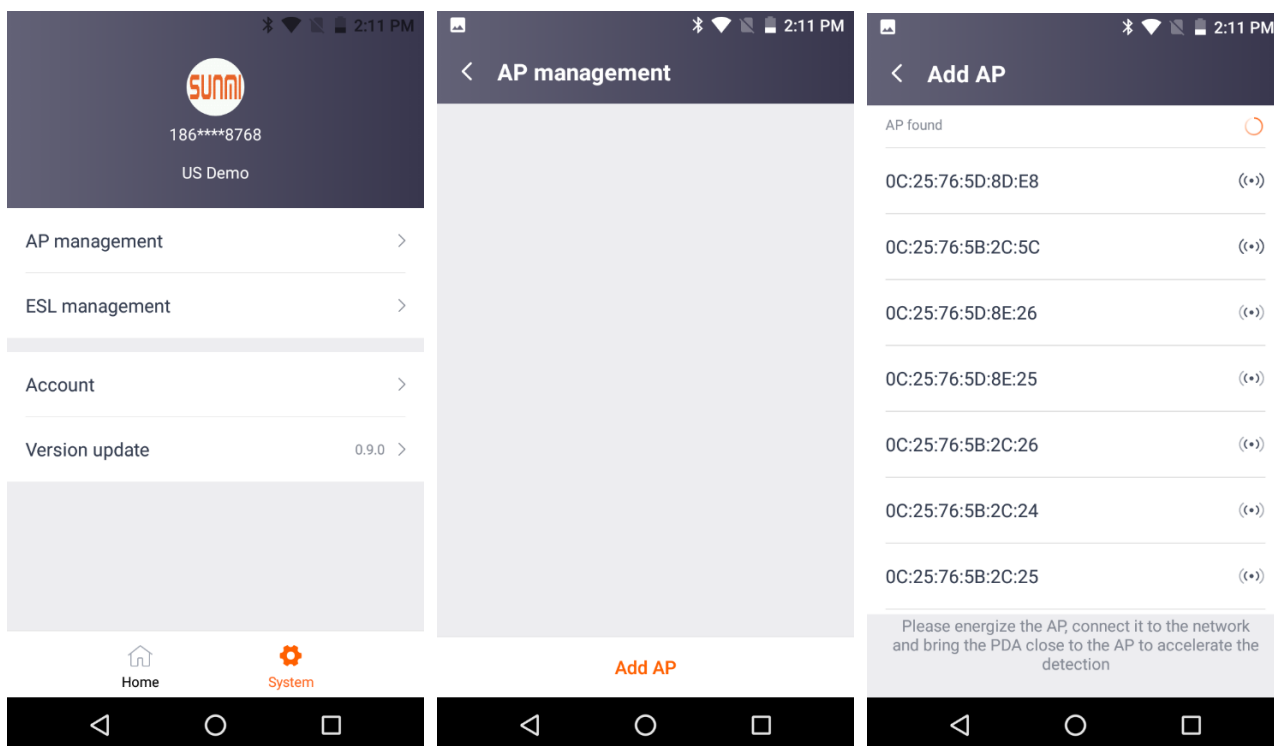 2:11 PM
SUNMI
186****8768
US Demo
AP management
ESL management
Account
Version update 0.9.0
Home System
2:11 PM
AP management
Add AP
2:11 PM
Add AP
AP found
0C:25:76:5D:8D:E8
0C:25:76:5B:2C:5C
0C:25:76:5D:8E:26
0C:25:76:5D:8E:25
0C:25:76:5B:2C:26
0C:25:76:5B:2C:24
0C:25:76:5B:2C:25
Please energize the AP, connect it to the network
and bring the PDA close to the AP to accelerate the
detection